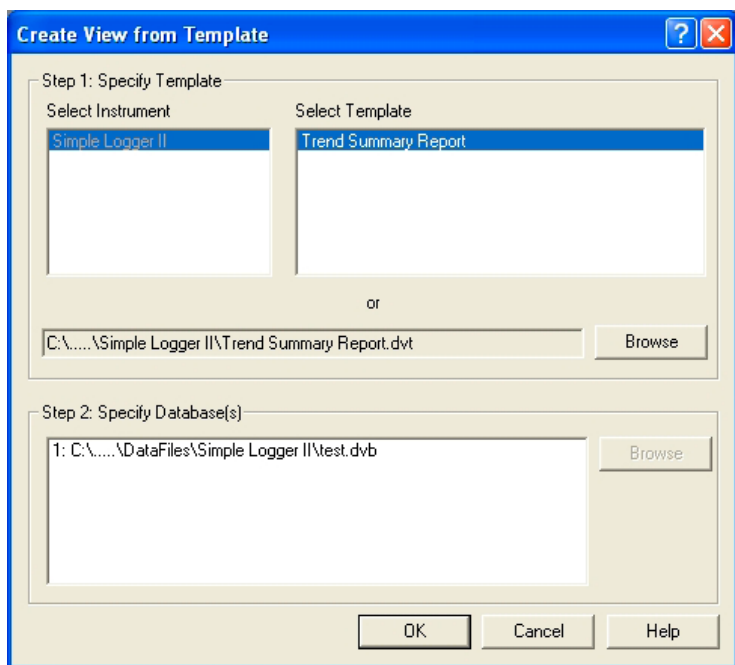 Create View from Template
Step 1: Specify Template
Select Instrument
Select Template
Simple Logger II
Trend Summary Report
or
C:\.....\Simple Logger II\Trend Summary Report.dvt
Browse
Step 2: Specify Database(s)
1: C:\.....\DataFiles\Simple Logger II\test.dvb
Browse
OK
Cancel
Help